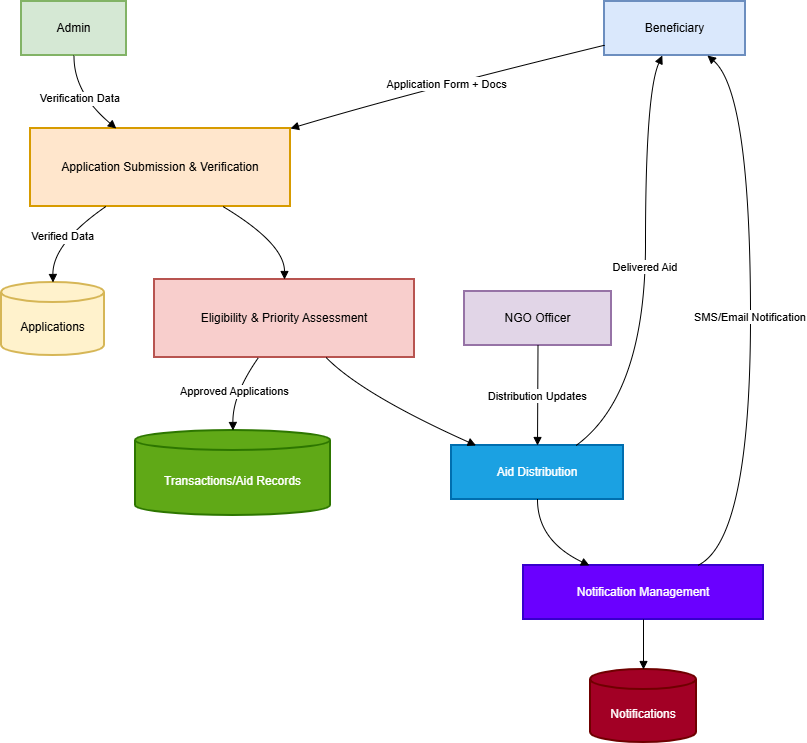 Admin
Beneficiary
Application Form + Docs
Verification Data
Application Submission & Verification
Verified Data
Delivered Aid
Applications
Eligibility & Priority Assessment
NGO Officer
SMS/Email Notification
Approved Applications
Distribution Updates
Transactions/Aid Records
Aid Distribution
Notification Management
Notifications